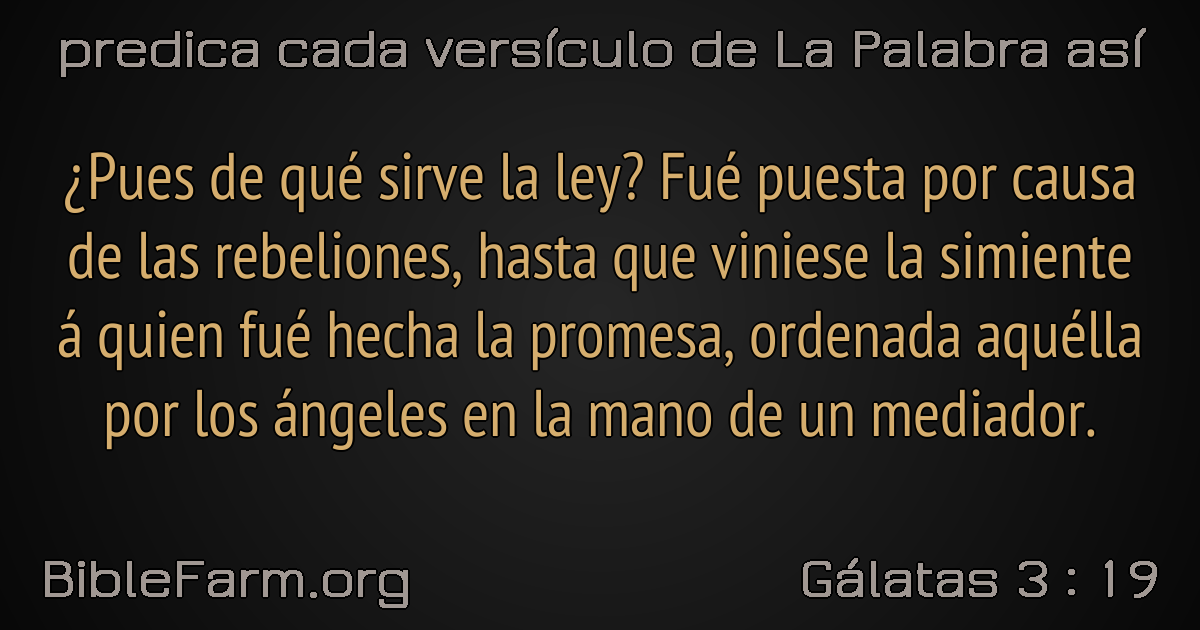 predica cada versículo de La Palabra así
¿Pues de qué sirve la ley? Fué puesta por causa
de las rebeliones, hasta que viniese la simiente
á quien fué hecha la promesa, ordenada aquélla
por los ángeles en la mano de un mediador.
BibleFarm.org
Gálatas 3 : 19